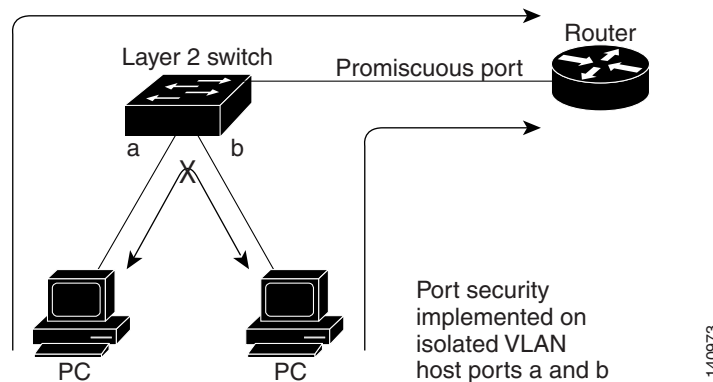 Router
Layer 2 switch
Promiscuous port
a
b
X
PC
PC
Port security
implemented on
isolated VLAN
host ports a and b
140973